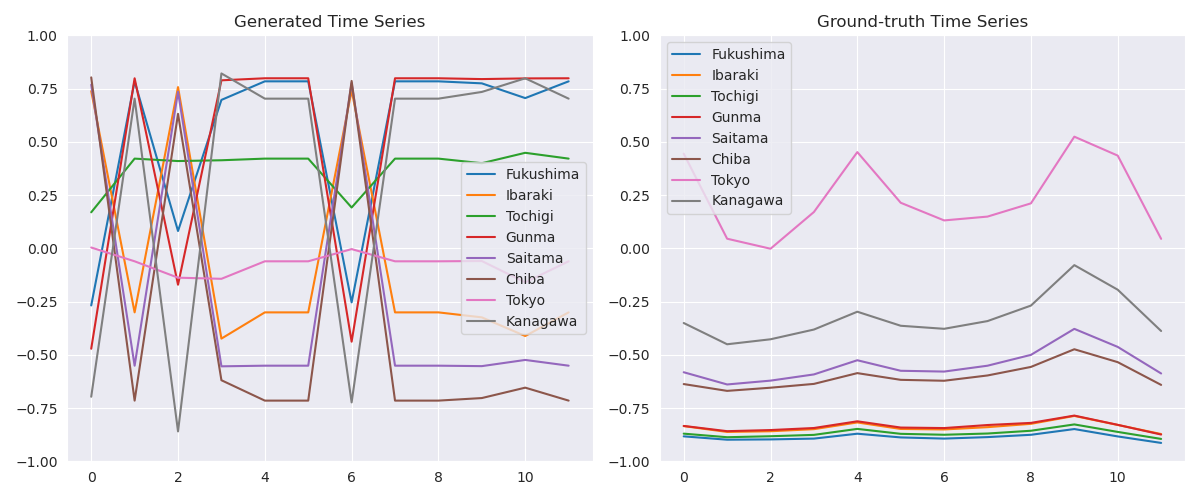 Generated Time Series
1.00
0.75
0.50
0.25
0.00
−0.25
−0.50
−0.75
−1.00
0
2
4
6
8
10
Fukushima
Ibaraki
Tochigi
Gunma
Saitama
Chiba
Tokyo
Kanagawa
Ground-truth Time Series
1.00
0.75
0.50
0.25
0.00
−0.25
−0.50
−0.75
−1.00
0
2
4
6
8
10
Fukushima
Ibaraki
Tochigi
Gunma
Saitama
Chiba
Tokyo
Kanagawa